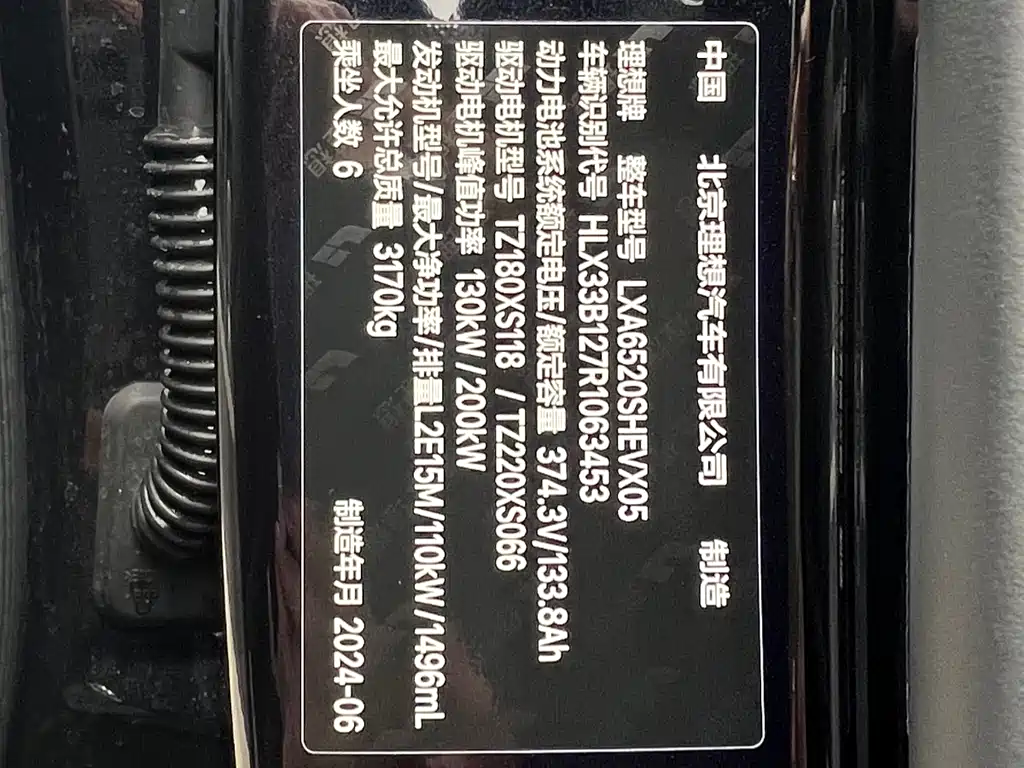 中国 北京理想汽车有限公司 制造
理想牌 整车型号 LXA6520SHEVX05
车辆识别代号 HLX33B127R1063453
动力电池系统额定电压/额定容量 374.3V/133.8Ah
驱动电机型号 TZ180XS118 / TZ220XS066
驱动电机峰值功率 130kW/200kW
发动机型号/最大净功率/排量L2E15M/110kW/1496mL
最大允许总质量 3170kg
乘坐人数 6 制造年月 2024-06